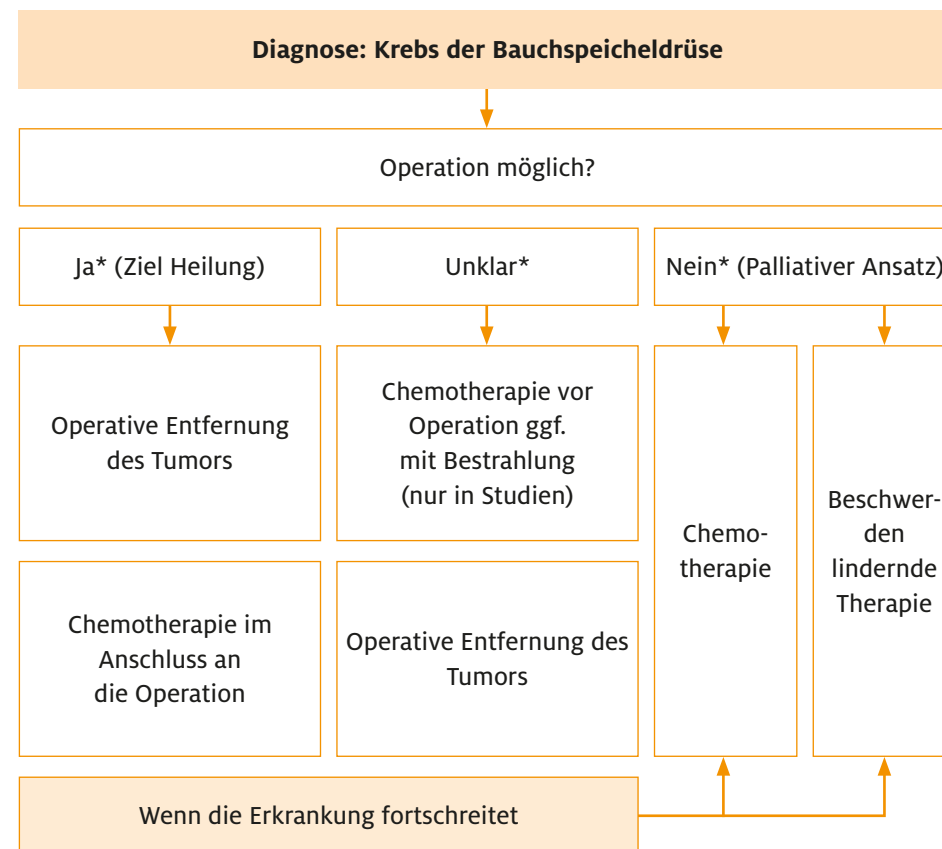 Diagnose: Krebs der Bauchspeicheldrüse
Operation möglich?
Ja* (Ziel Heilung)
Unklar*
Nein* (Palliativer Ansatz)
Operative Entfernung
des Tumors
Chemotherapie vor
Operation ggf.
mit Bestrahlung
(nur in Studien)
Chemo-
therapie
Beschwer-
den
lindernde
Therapie
Chemotherapie im
Anschluss an
die Operation
Operative Entfernung des
Tumors
Wenn die Erkrankung fortschreitet